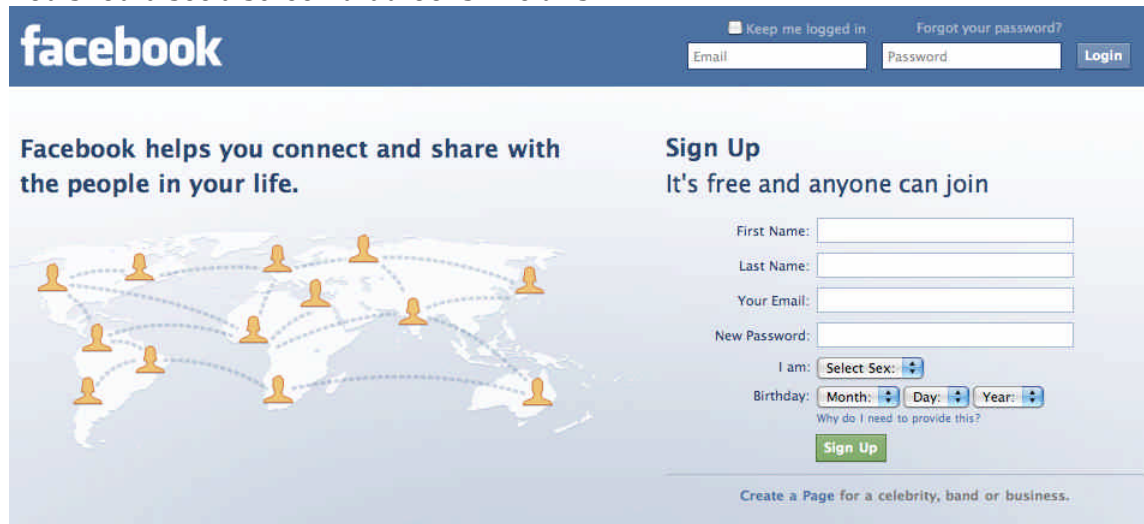 facebook
Keep me logged in Forgot your password?
Email Password Login
Facebook helps you connect and share with
the people in your life.
Sign Up
It's free and anyone can join
First Name:
Last Name:
Your Email:
New Password:
I am: Select Sex:
Birthday: Month: Day: Year:
Why do I need to provide this?
Sign Up
Create a Page for a celebrity, band or business.